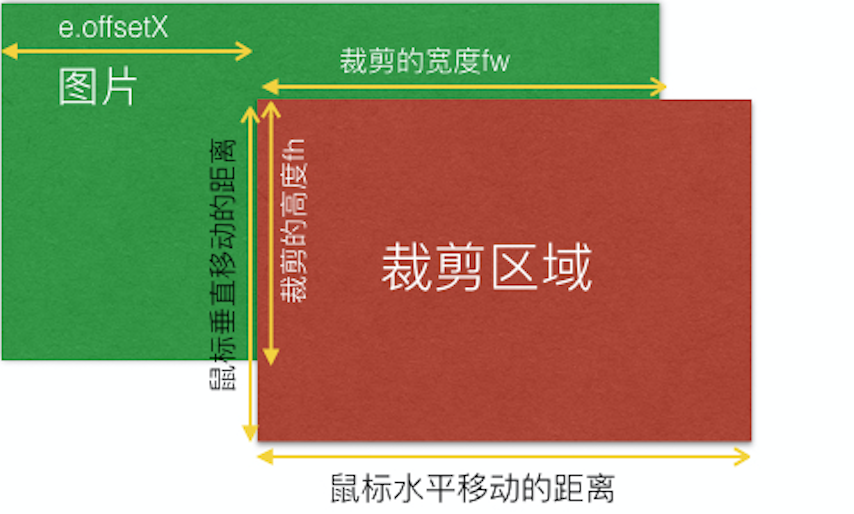 e.offsetX
图片
裁剪的宽度fw
鼠标垂直移动的距离
裁剪的高度fh
裁剪区域
鼠标水平移动的距离